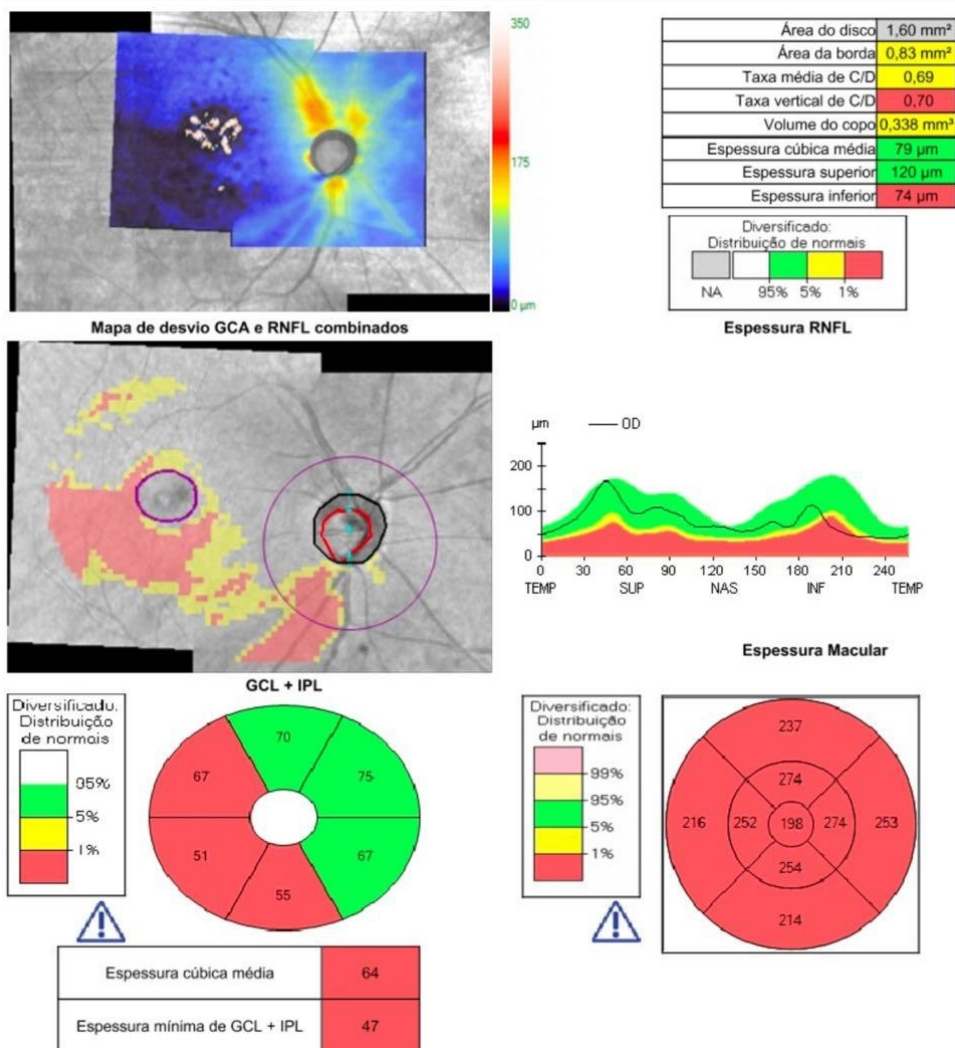 350
175
0 µm
Área do disco 1,60 mm²
Área da borda 0,83 mm²
Taxa média de C/D 0,69
Taxa vertical de C/D 0,70
Volume do copo 0,338 mm³
Espessura cúbica média 79 µm
Espessura superior 120 µm
Espessura inferior 74 µm
Diversificado:
Distribuição de normais
NA 95% 5% 1%
Mapa de desvio GCA e RNFL combinados
Espessura RNFL
µm OD
200
100
0
0 30 60 90 120 150 180 210 240
TEMP SUP NAS INF TEMP
Espessura Macular
GCL + IPL
Diversificado:
Distribuição
de normais
95%
5%
1%
70
75
67
55
51
67
Espessura cúbica média 64
Espessura mínima de GCL + IPL 47
Diversificado:
Distribuição
de normais
99%
95%
5%
1%
237
274
216 252 198 274 253
254
214